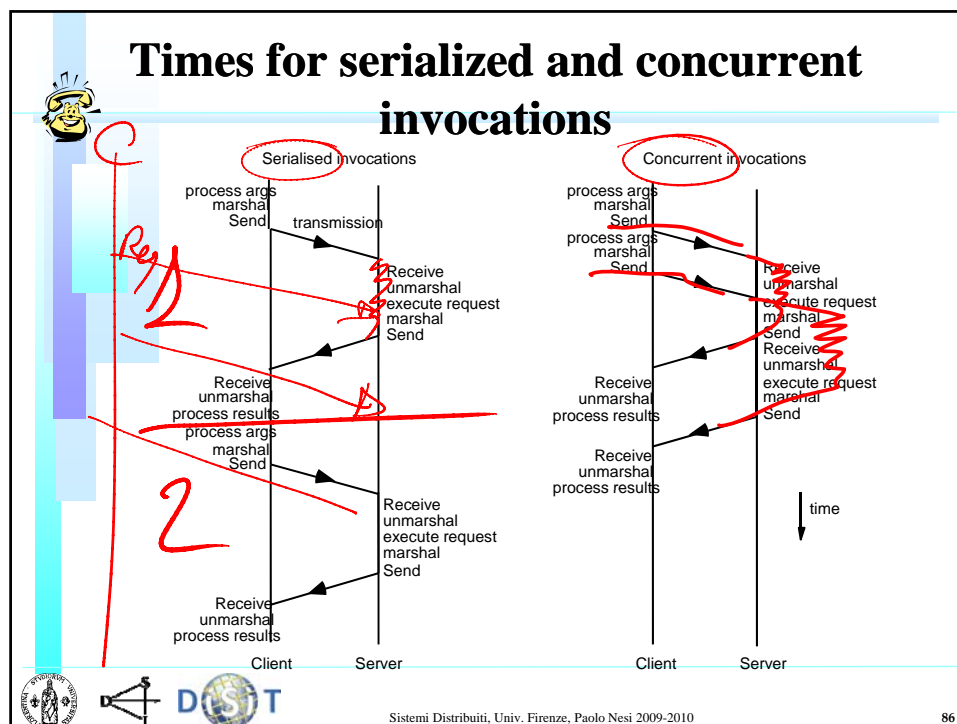 Times for serialized and concurrent
invocations
C
Req
1
2
Serialised invocations
process args
marshal
Send
transmission
Receive
unmarshal
execute request
marshal
Send
Receive
unmarshal
process results
process args
marshal
Send
Receive
unmarshal
execute request
marshal
Send
Receive
unmarshal
process results
Client
Server
Concurrent invocations
process args
marshal
Send
process args
marshal
Send
Receive
unmarshal
execute request
marshal
Send
Receive
unmarshal
execute request
marshal
Send
Receive
unmarshal
process results
Receive
unmarshal
process results
time
Client
Server
DISIT
Sistemi Distribuiti, Univ. Firenze, Paolo Nesi 2009-2010
86